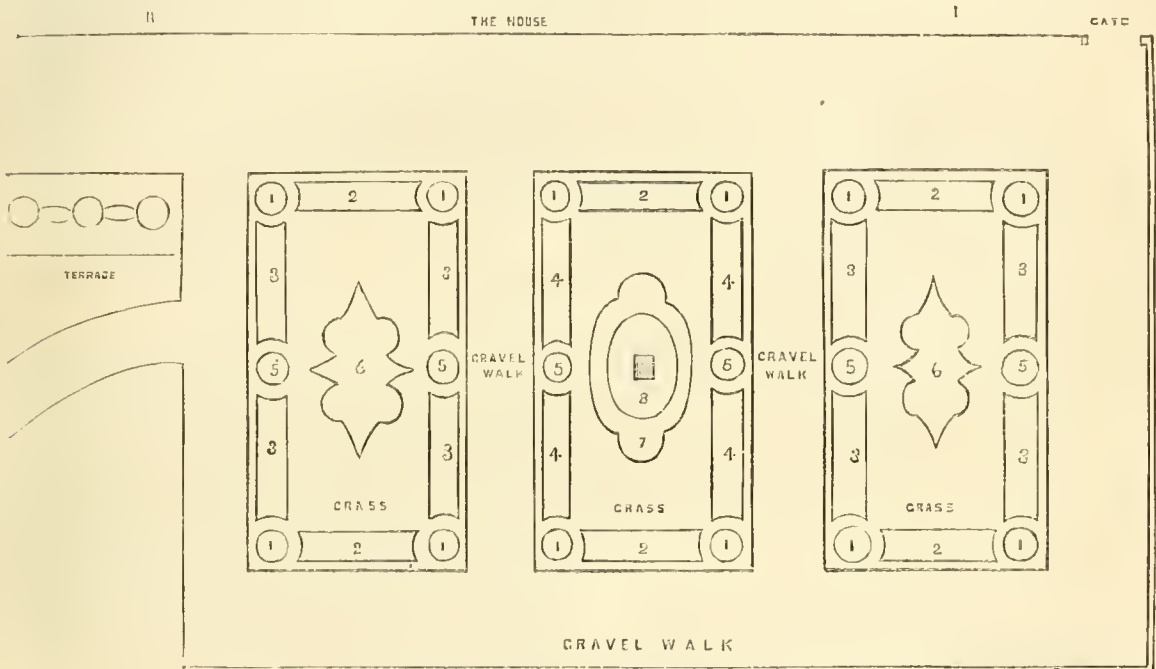 II THE HOUSE I GATE
1 2 1 1 2 1 1 2 1
3 3 4 4 3 3
TERRACE
5 6 5 GRAVEL 5 5 GRAVEL 5 6 5
WALK WALK
8
7
3 3 4 4 3 3
GRASS GRASS GRASS
1 2 1 1 2 1 1 2 1
GRAVEL WALK